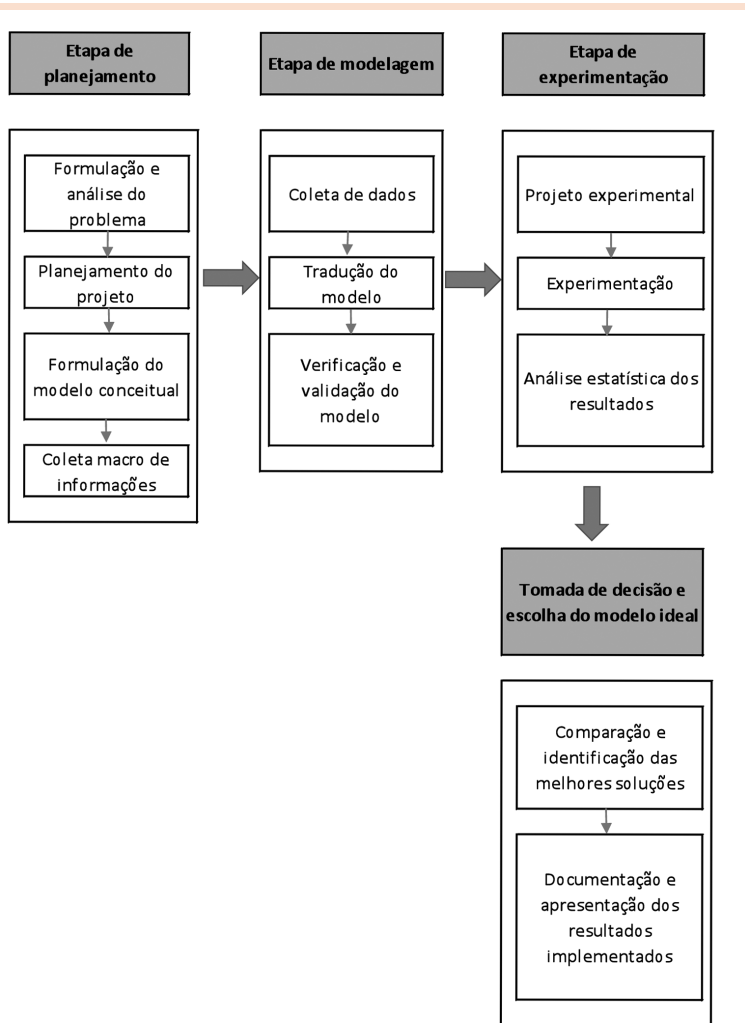 Etapa de
planejamento
Formulação e
análise do
problema
Planejamento do
projeto
Formulação do
modelo conceitual
Coleta macro de
informações
Etapa de modelagem
Coleta de dados
Tradução do
modelo
Verificação e
validação do
modelo
Etapa de
experimentação
Projeto experimental
Experimentação
Análise estatística dos
resultados
Tomada de decisão e
escolha do modelo ideal
Comparação e
identificação das
melhores soluções
Documentação e
apresentação dos
resultados
implementados